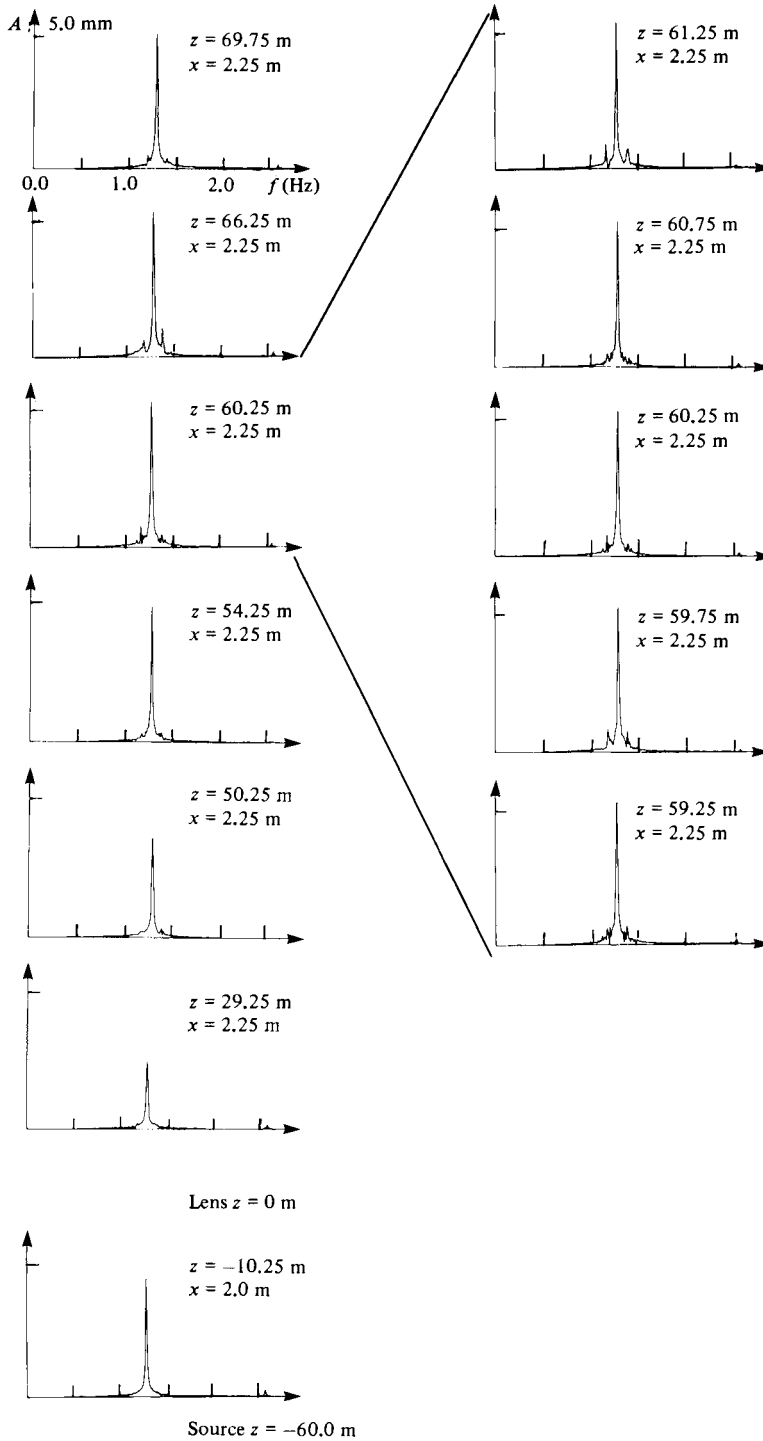 A
5.0 mm
z = 69.75 m
x = 2.25 m
0.0 1.0 2.0 f (Hz)
z = 66.25 m
x = 2.25 m
z = 60.25 m
x = 2.25 m
z = 54.25 m
x = 2.25 m
z = 50.25 m
x = 2.25 m
z = 29.25 m
x = 2.25 m
Lens z = 0 m
z = −10.25 m
x = 2.0 m
Source z = −60.0 m
z = 61.25 m
x = 2.25 m
z = 60.75 m
x = 2.25 m
z = 60.25 m
x = 2.25 m
z = 59.75 m
x = 2.25 m
z = 59.25 m
x = 2.25 m